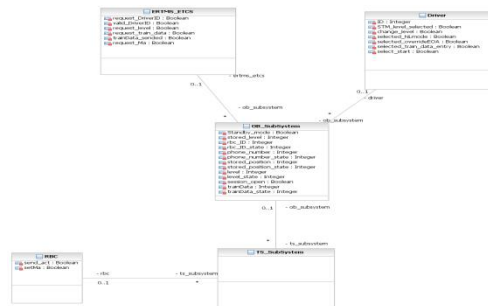 ERTMS_ETCS
request_DriverID : Boolean
valid_DriverID : Boolean
request_level : Boolean
request_train_data : Boolean
trainData_sended : Boolean
request_Ma : Boolean
Driver
ID : Integer
STM_level_selected : Boolean
change_level : Boolean
selected_NLmode : Boolean
selected_overrideEOA : Boolean
selected_train_data_entry : Boolean
select_start : Boolean
- ertms_etcs
0..1
- ob_subsystem
*
0..1
- driver
- ob_subsystem
*
OB_SubSystem
Standby_mode : Boolean
stored_level : Integer
rbc_ID : Integer
rbc_ID_state : Integer
phone_number : Integer
phone_number_state : Integer
stored_position : Integer
stored_position_state : Integer
level : Integer
level_state : Integer
session_open : Boolean
trainData : Integer
trainData_state : Integer
0..1
- ob_subsystem
*
- ts_subsystem
RBC
send_act : Boolean
setMa : Boolean
- rbc
0..1
- ts_subsystem
*
TS_SubSystem